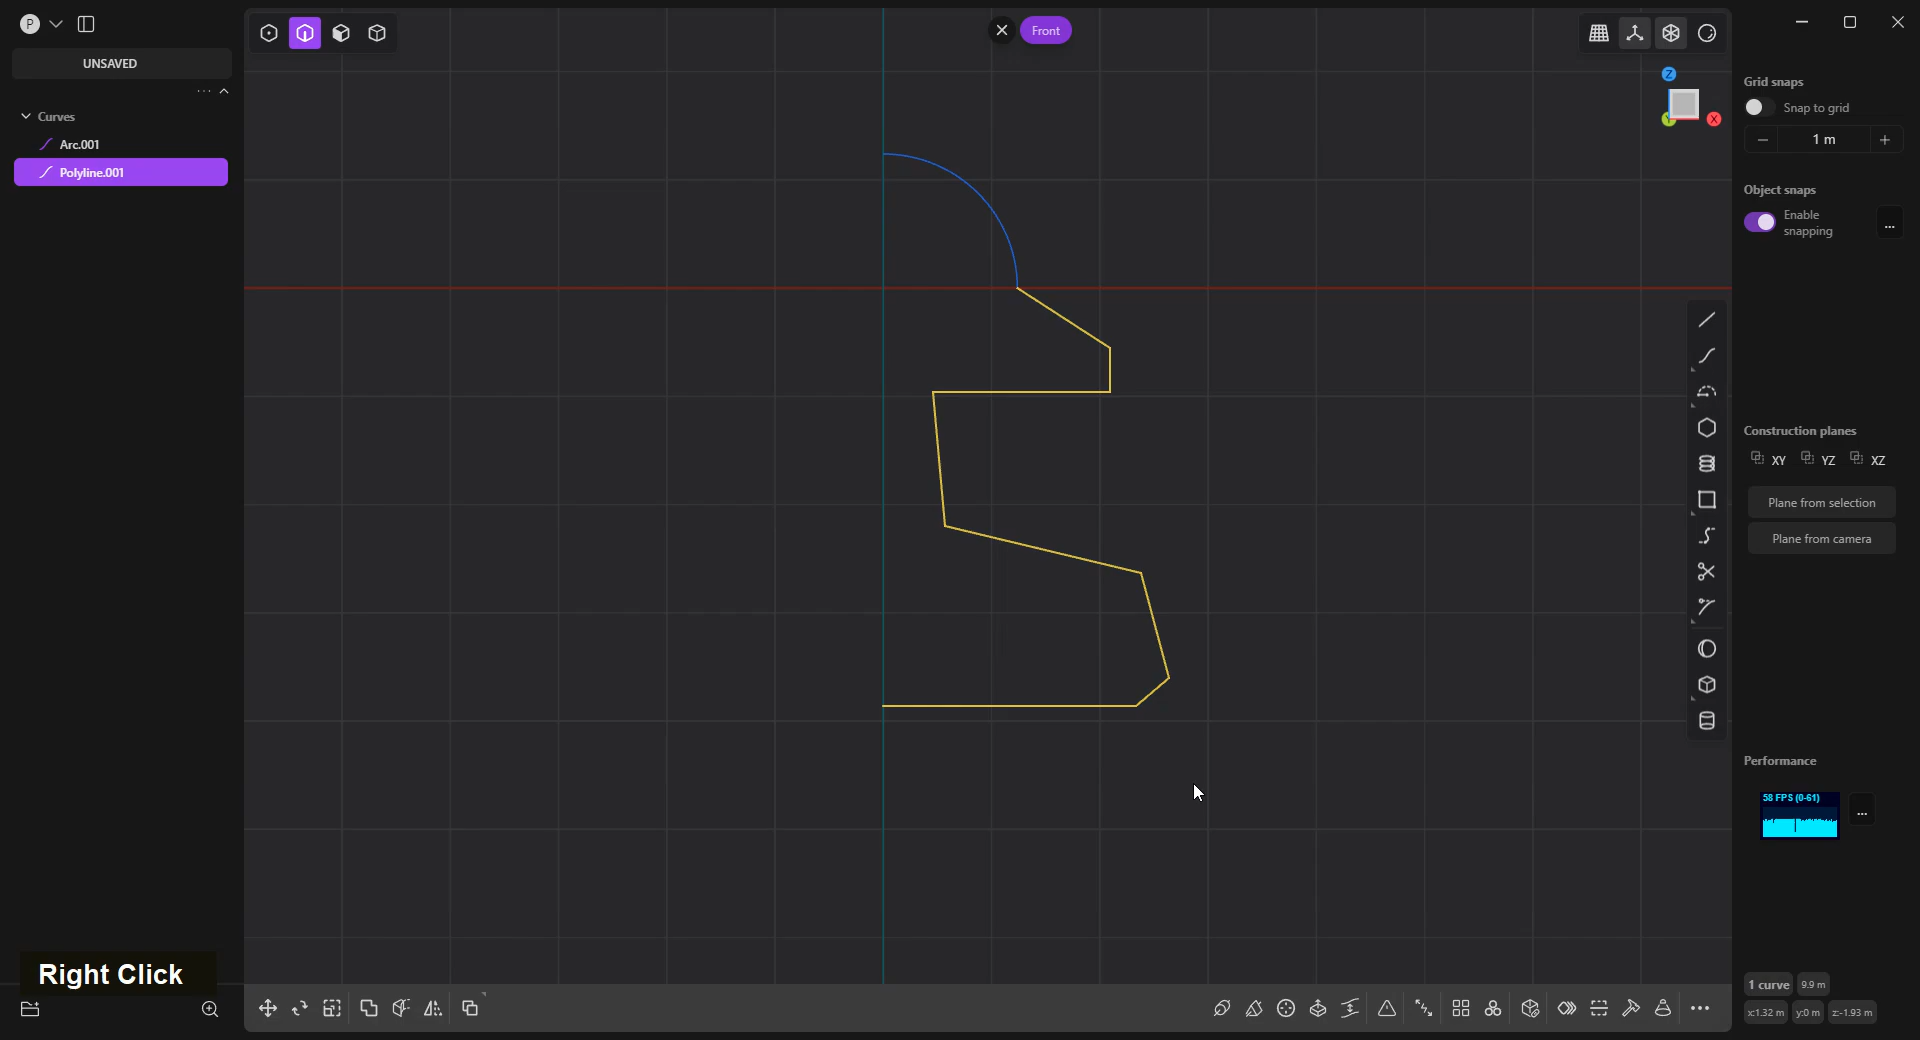 P
UNSAVED
...
Curves
Arc.001
Polyline.001
Front
Z
Y
X
Grid snaps
Snap to grid
1 m
Object snaps
Enable
snapping
...
Construction planes
XY
YZ
XZ
Plane from selection
Plane from camera
Performance
58 FPS (0-61)
...
Right Click
1 curve
9.9 m
x:1.32 m
y:0 m
z:-1.93 m